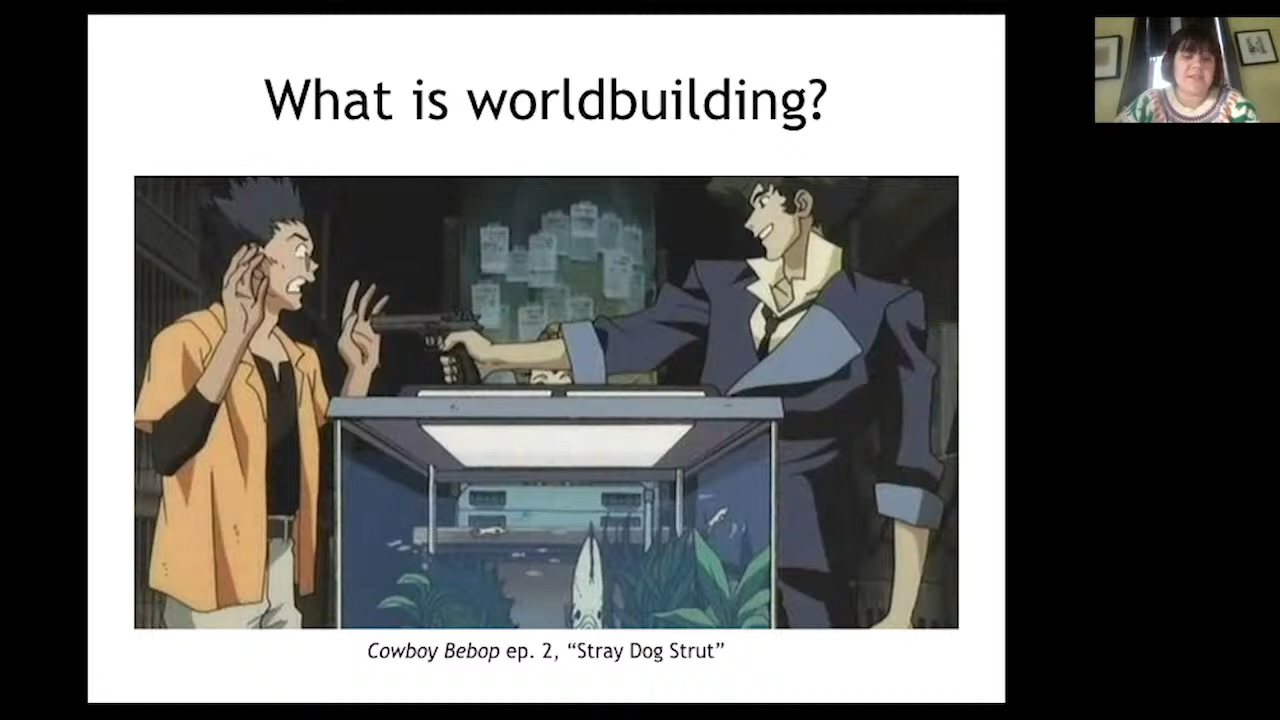 What is worldbuilding?
Cowboy Bebop ep. 2, “Stray Dog Strut”